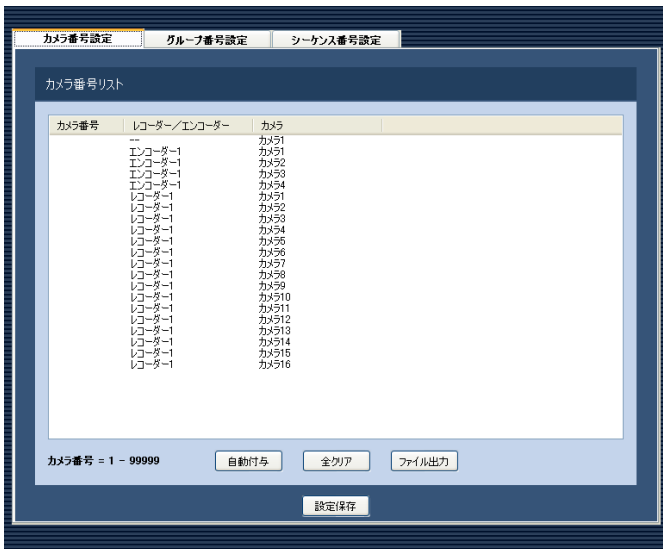 カメラ番号設定 グループ番号設定 シーケンス番号設定
カメラ番号リスト
カメラ番号 レコーダー／エンコーダー カメラ
-- カメラ1
エンコーダー1 カメラ1
エンコーダー1 カメラ2
エンコーダー1 カメラ3
エンコーダー1 カメラ4
レコーダー1 カメラ1
レコーダー1 カメラ2
レコーダー1 カメラ3
レコーダー1 カメラ4
レコーダー1 カメラ5
レコーダー1 カメラ6
レコーダー1 カメラ7
レコーダー1 カメラ8
レコーダー1 カメラ9
レコーダー1 カメラ10
レコーダー1 カメラ11
レコーダー1 カメラ12
レコーダー1 カメラ13
レコーダー1 カメラ14
レコーダー1 カメラ15
レコーダー1 カメラ16
カメラ番号 = 1 - 99999 自動付与 全クリア ファイル出力
設定保存